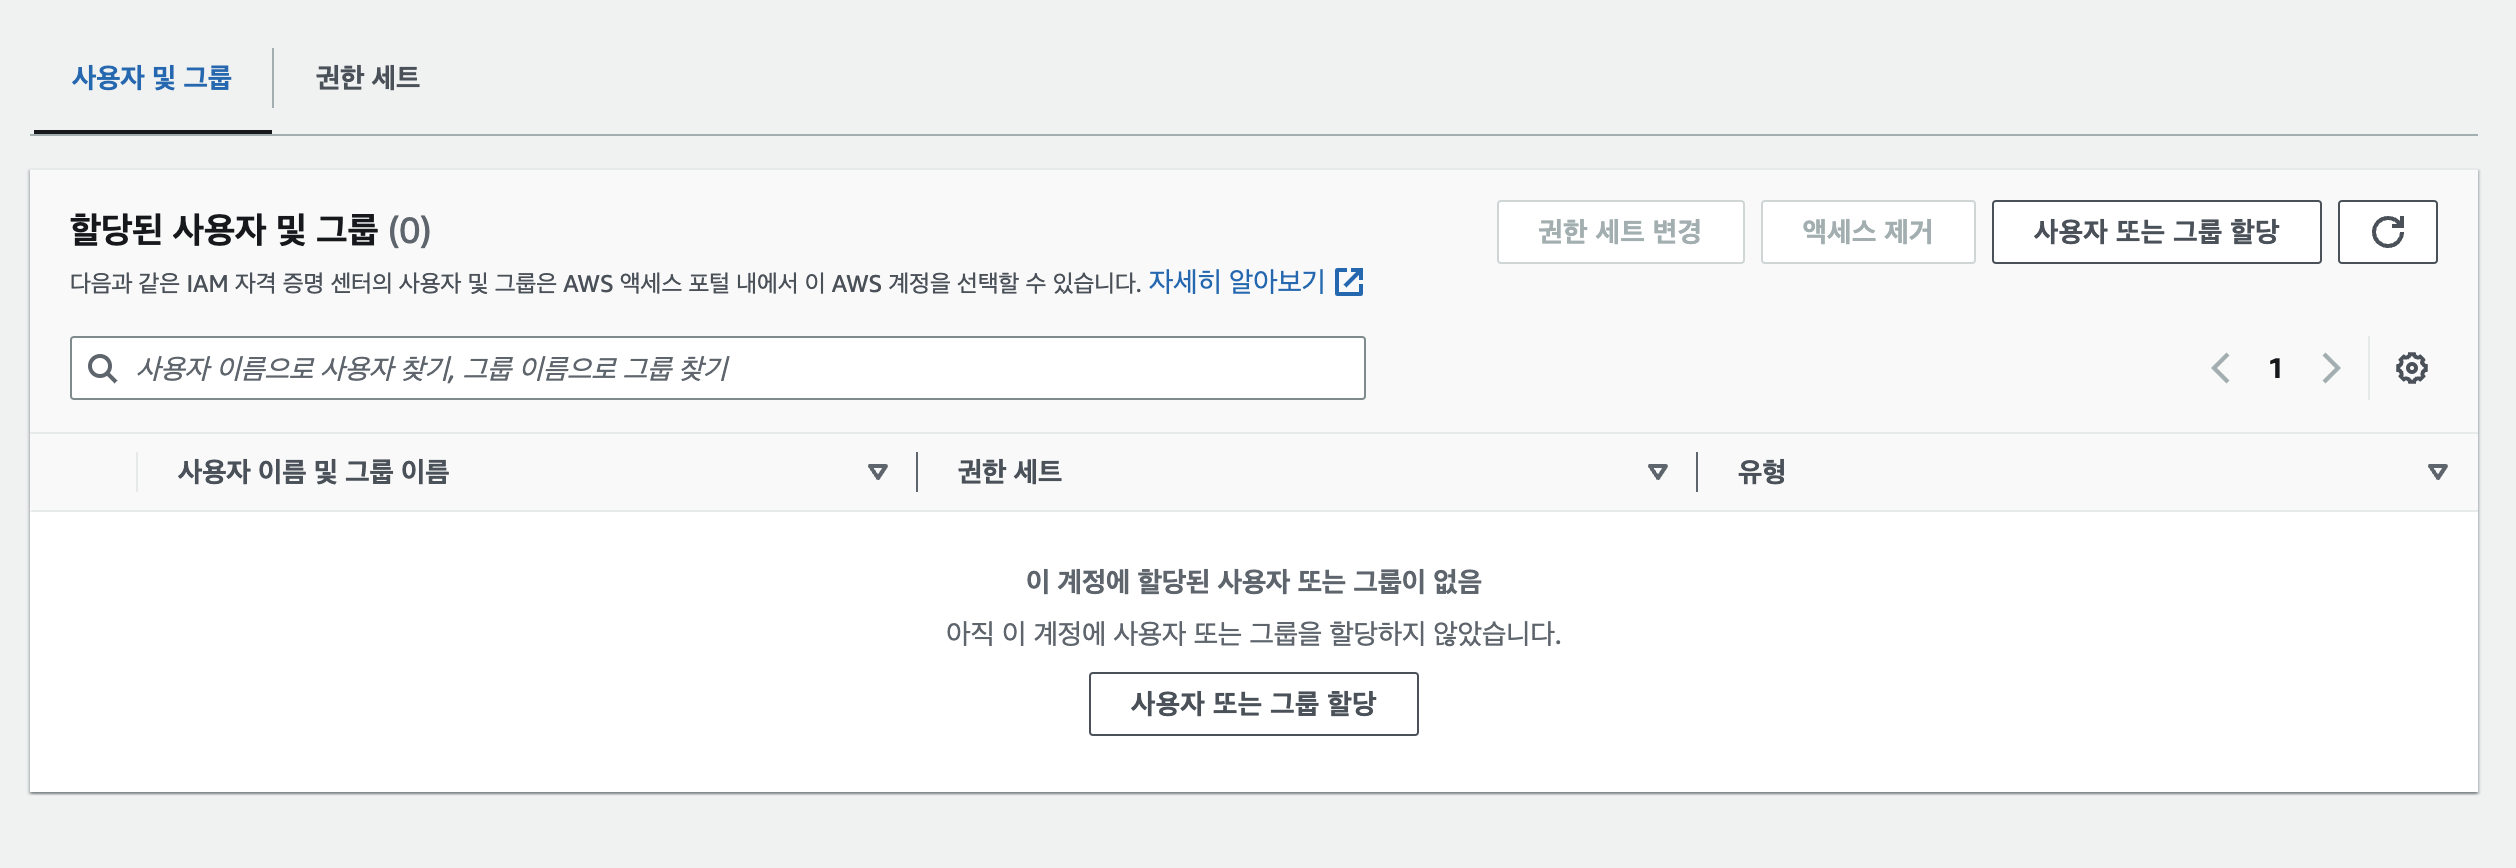 사용자 및 그룹
권한 세트
할당된 사용자 및 그룹 (0)
권한 세트 변경
액세스 제거
사용자 또는 그룹 할당
다음과 같은 IAM 자격 증명 센터의 사용자 및 그룹은 AWS 액세스 포털 내에서 이 AWS 계정을 선택할 수 있습니다. 자세히 알아보기
사용자 이름으로 사용자 찾기, 그룹 이름으로 그룹 찾기
1
사용자 이름 및 그룹 이름
권한 세트
유형
이 계정에 할당된 사용자 또는 그룹이 없음
아직 이 계정에 사용자 또는 그룹을 할당하지 않았습니다.
사용자 또는 그룹 할당